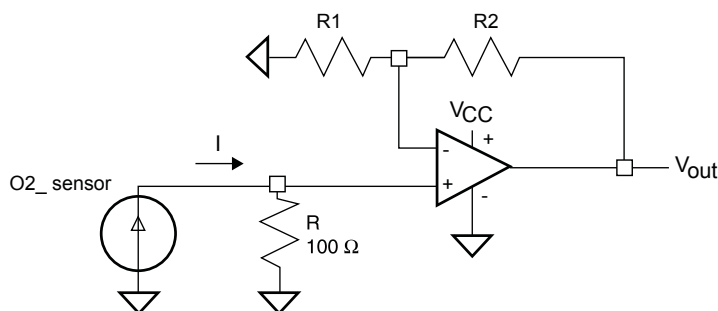 R1
R2
VCC
+
-
I
O2_ sensor
+
-
Vout
R
100 Ω